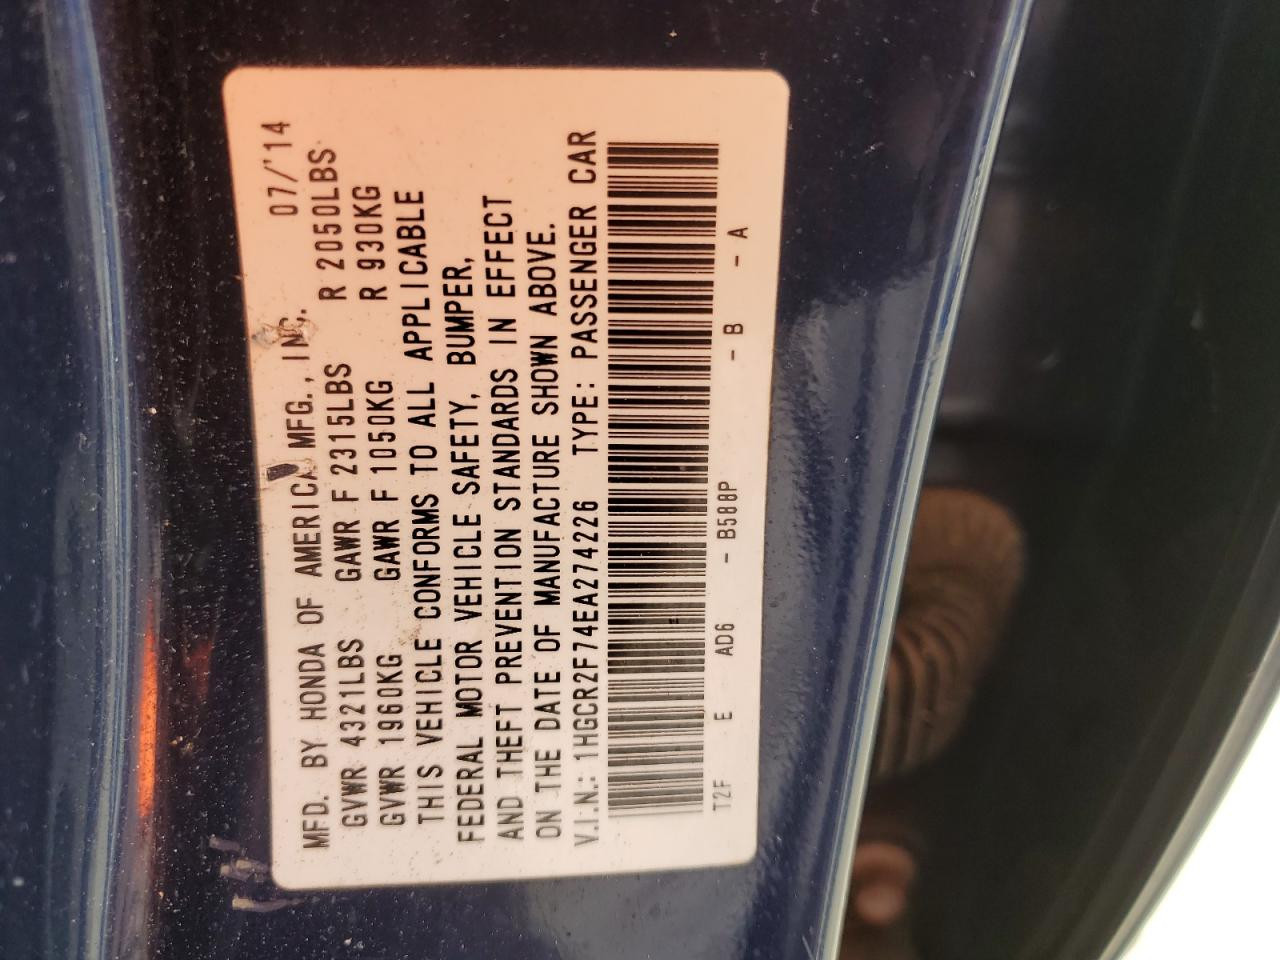 MFD. BY HONDA OF AMERICA MFG., INC. 07/'14
GVWR 4321LBS GAWR F 2315LBS R 2050LBS
GVWR 1960KG GAWR F 1050KG R 930KG
THIS VEHICLE CONFORMS TO ALL APPLICABLE
FEDERAL MOTOR VEHICLE SAFETY, BUMPER,
AND THEFT PREVENTION STANDARDS IN EFFECT
ON THE DATE OF MANUFACTURE SHOWN ABOVE.
V.I.N.: 1HGCR2F74EA274226 TYPE: PASSENGER CAR
T2F E AD6 - B588P - B - A